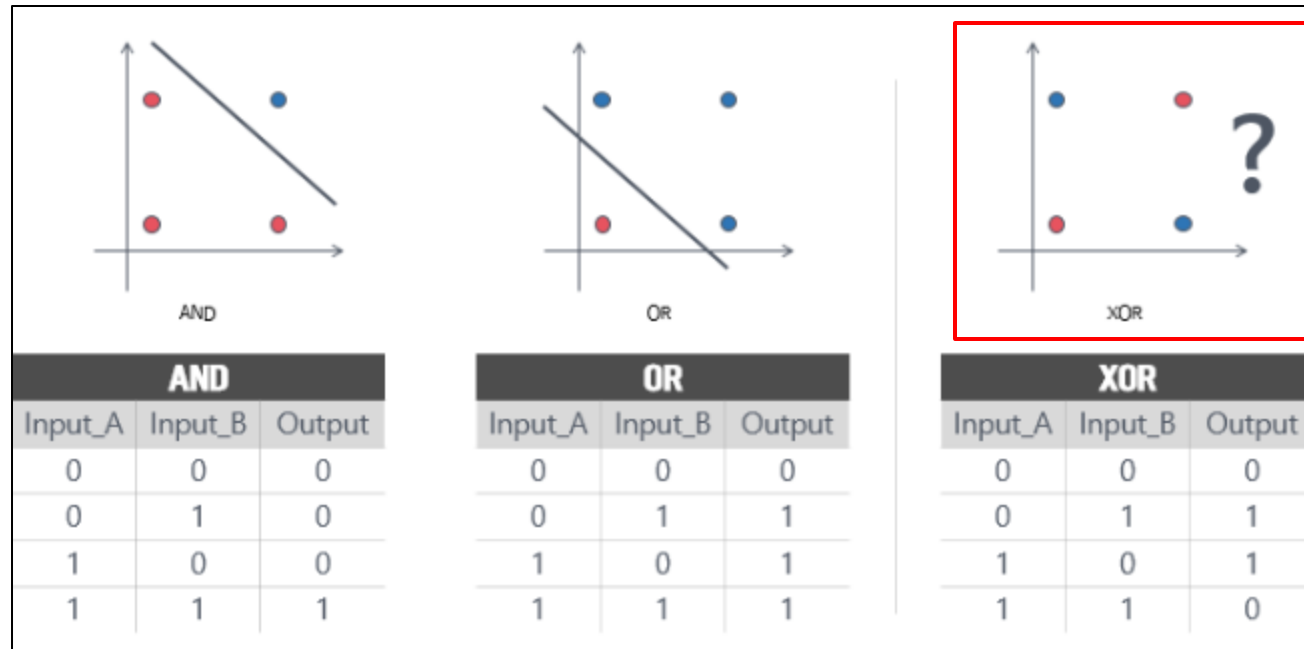 ?
AND
OR
XOR
AND
Input_A Input_B Output
0 0 0
0 1 0
1 0 0
1 1 1
OR
Input_A Input_B Output
0 0 0
0 1 1
1 0 1
1 1 1
XOR
Input_A Input_B Output
0 0 0
0 1 1
1 0 1
1 1 0